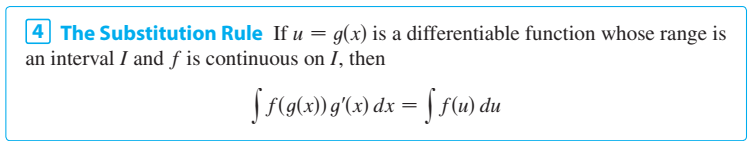 4 The Substitution Rule If u = g(x) is a differentiable function whose range is
an interval I and f is continuous on I, then
∫ f(g(x)) g′(x) dx = ∫ f(u) du